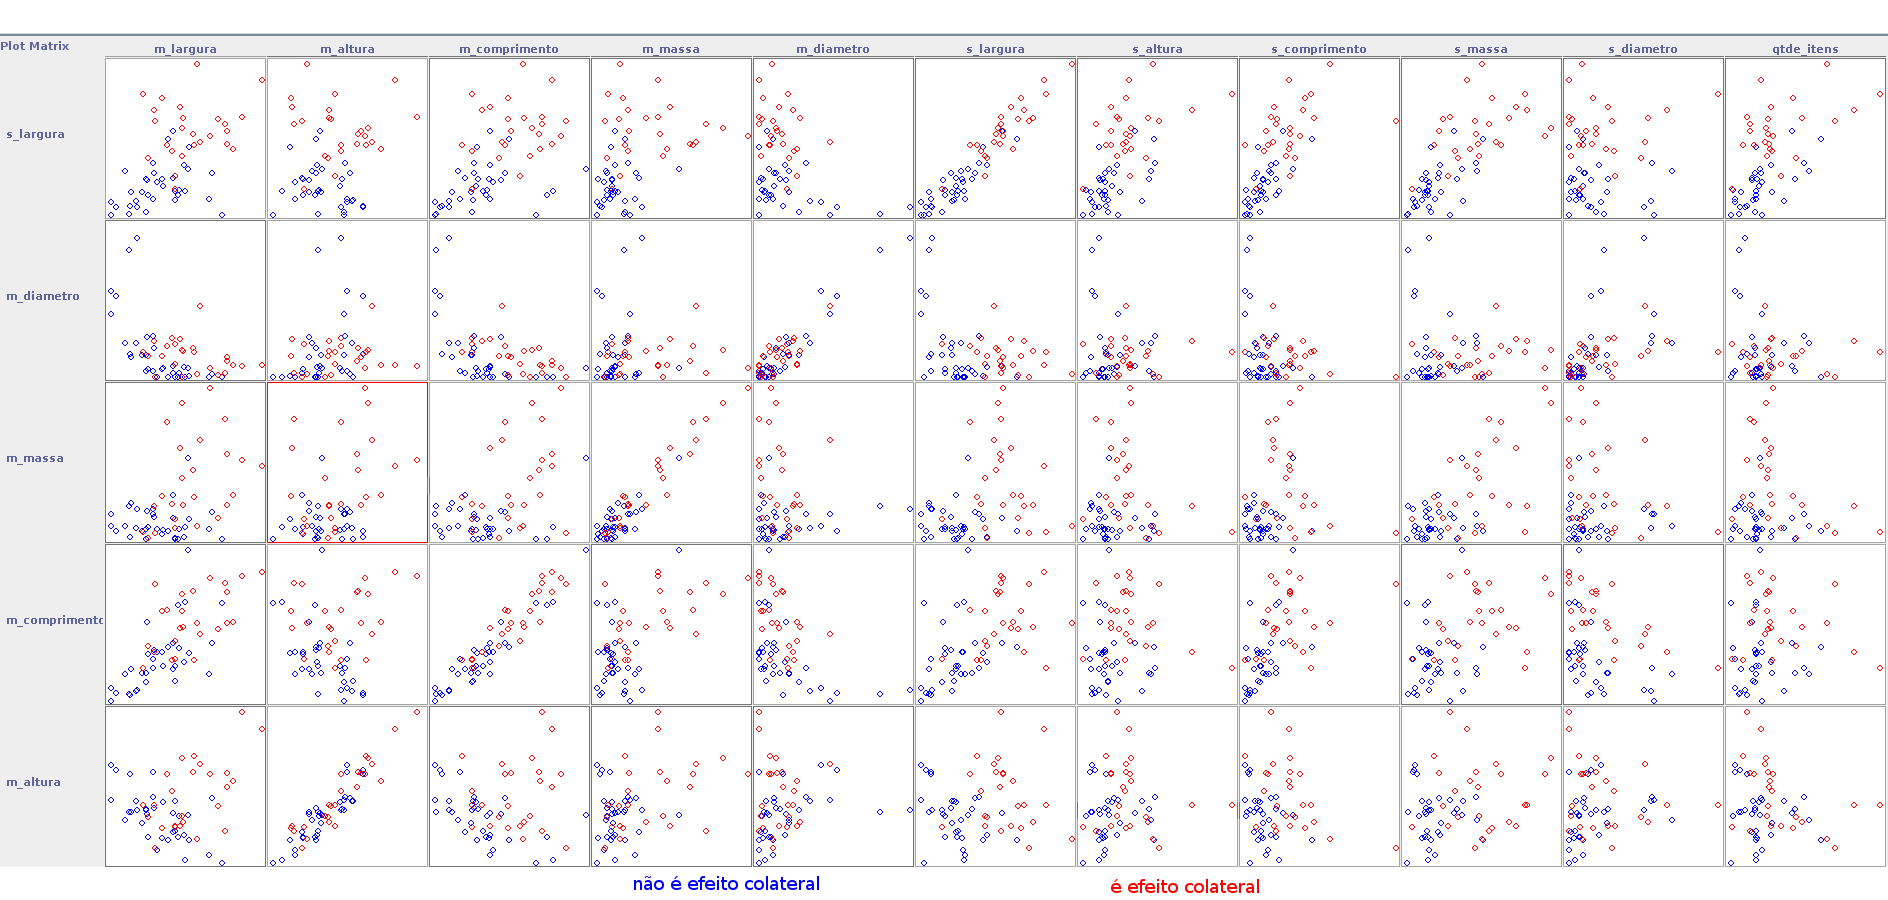 Plot Matrix
m_largura m_altura m_comprimento m_massa m_diametro s_largura s_altura s_comprimento s_massa s_diametro qtde_itens
s_largura
m_diametro
m_massa
m_comprimento
m_altura
não é efeito colateral é efeito colateral